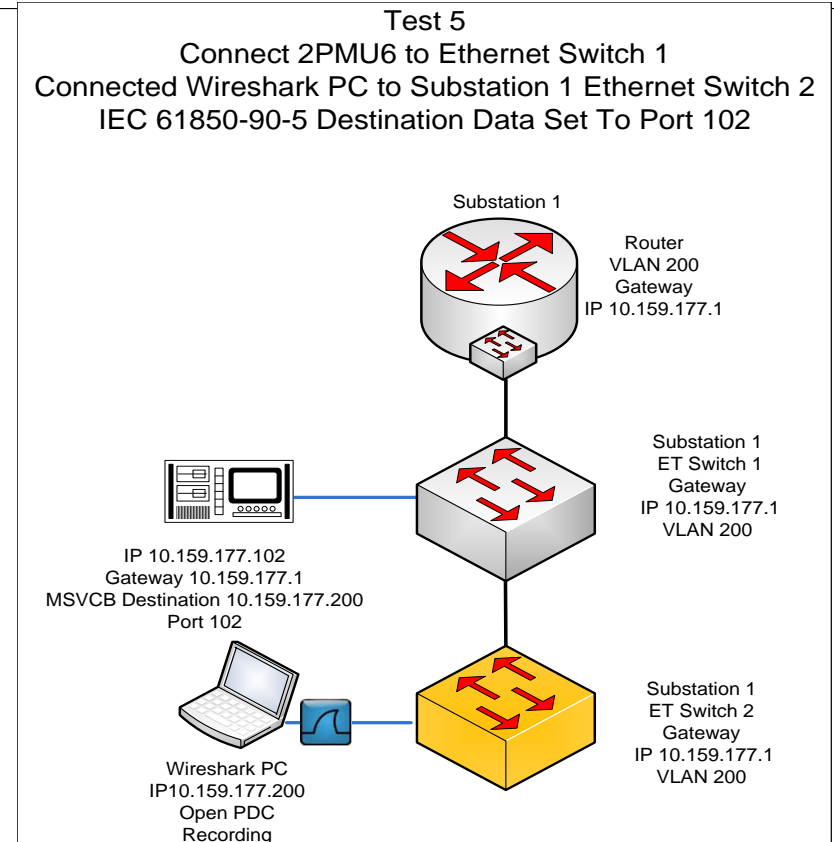 Test 5
Connect 2PMU6 to Ethernet Switch 1
Connected Wireshark PC to Substation 1 Ethernet Switch 2
IEC 61850-90-5 Destination Data Set To Port 102
Substation 1
Router
VLAN 200
Gateway
IP 10.159.177.1
Substation 1
ET Switch 1
Gateway
IP 10.159.177.1
VLAN 200
IP 10.159.177.102
Gateway 10.159.177.1
MSVCB Destination 10.159.177.200
Port 102
Substation 1
ET Switch 2
Gateway
IP 10.159.177.1
VLAN 200
Wireshark PC
IP10.159.177.200
Open PDC
Recording